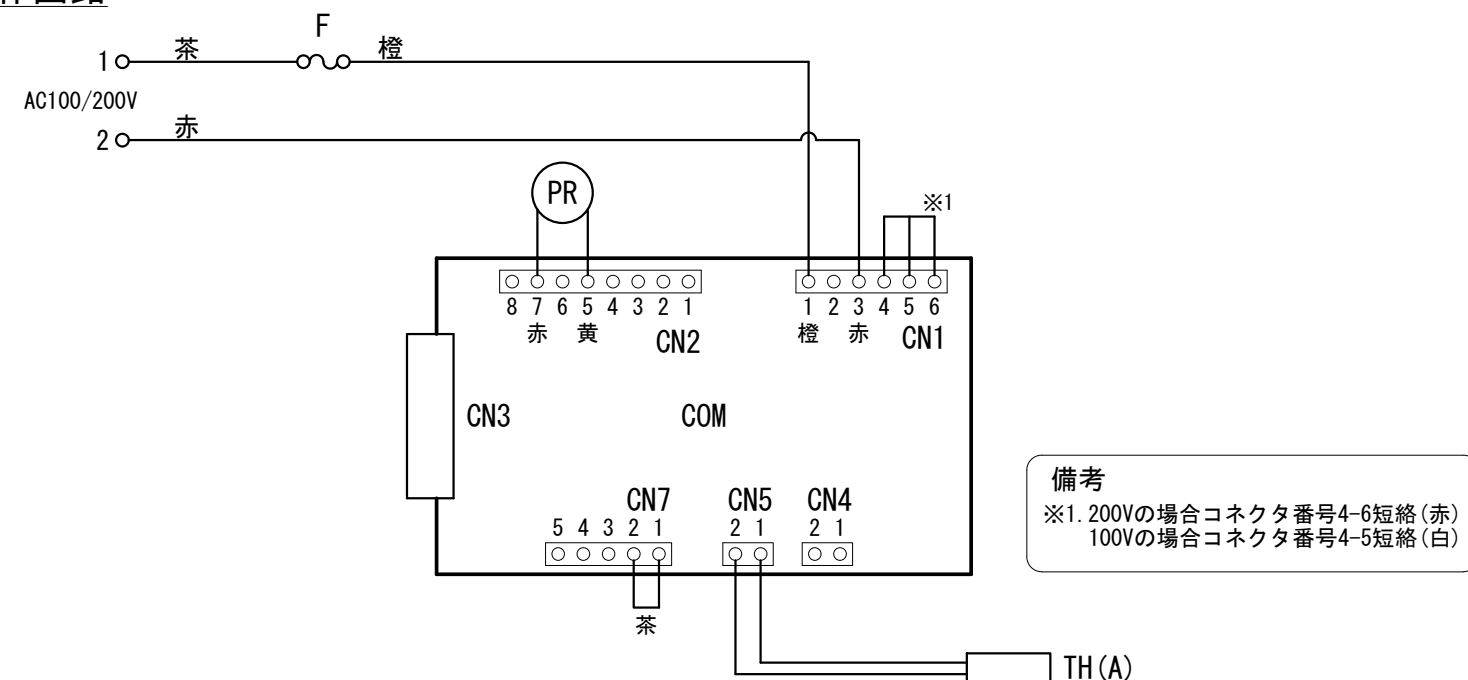 F
1 茶 橙
AC100/200V
2 赤
PR
※1
8 7 6 5 4 3 2 1
1 2 3 4 5 6
赤 黄
橙 赤
CN2
CN1
CN3
COM
CN7
CN5
CN4
5 4 3 2 1
2 1
2 1
茶
TH(A)
備考
※1.200Vの場合コネクタ番号4-6短絡(赤)
100Vの場合コネクタ番号4-5短絡(白)